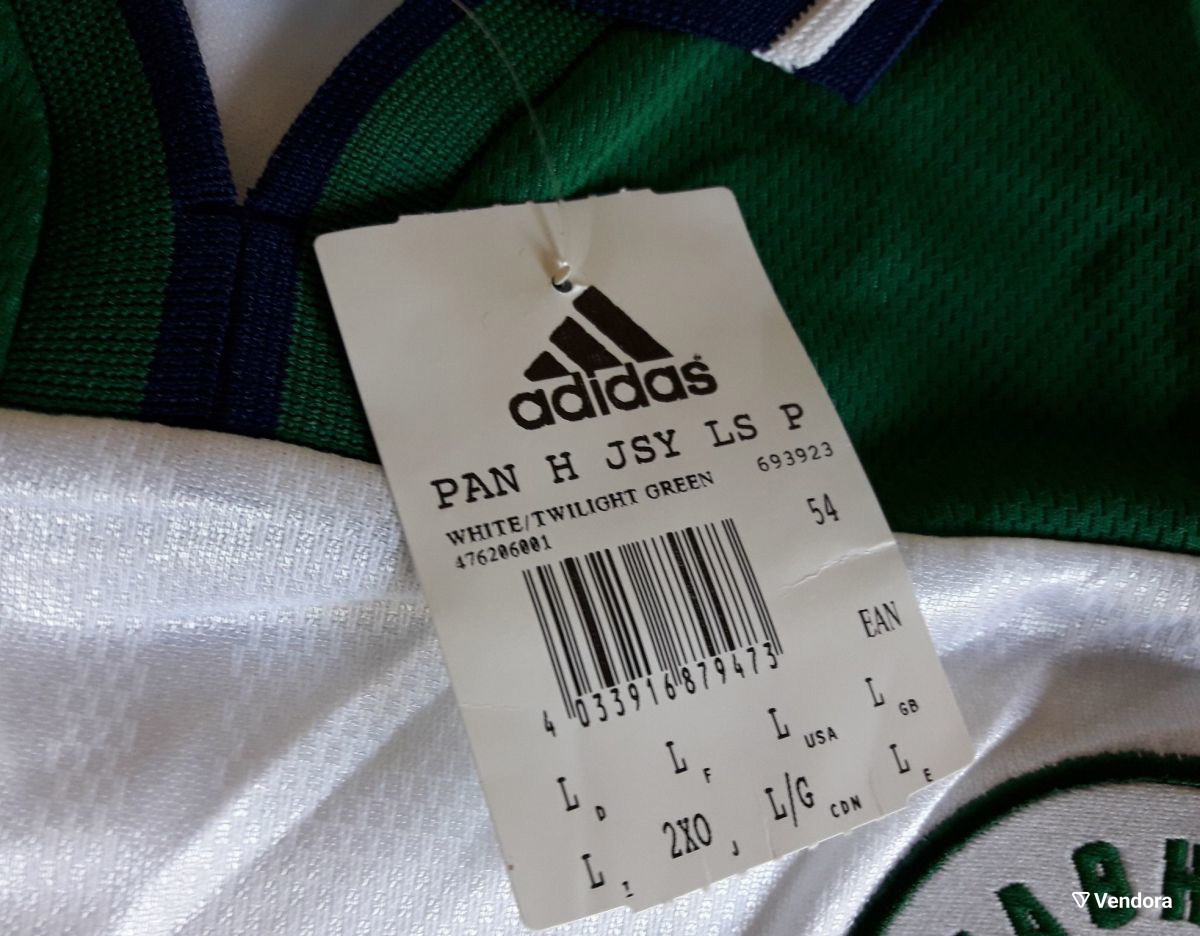 adidas®
PAN H JSY LS P
WHITE/TWILIGHT GREEN 693923
476206001 54
4 033916 879473
EAN
L D L F L USA L GB
L I 2XO J L/G CDN L E
ΑΘΗ
Vendora